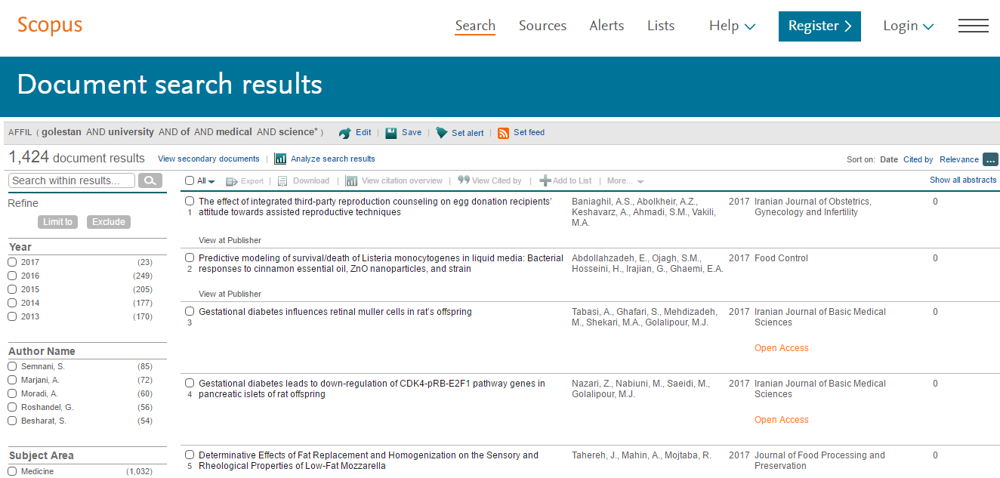 Scopus
Search Sources Alerts Lists Help Register Login
Document search results
AFFIL ( golestan AND university AND of AND medical AND science* ) Edit | Save | Set alert | Set feed
1,424 document results View secondary documents | Analyze search results
Sort on: Date Cited by Relevance ...
Search within results...
All Export | Download | View citation overview | View Cited by | Add to List | More...
Show all abstracts
Refine
Limit to Exclude
Year
2017 (23)
2016 (249)
2015 (205)
2014 (177)
2013 (170)
Author Name
Semnani, S. (85)
Marjani, A. (72)
Moradi, A. (60)
Roshandel, G. (56)
Besharat, S. (54)
Subject Area
Medicine (1,032)
The effect of integrated third-party reproduction counseling on egg donation recipients' Baniaghil, A.S., Abolkheir, A.Z., 2017 Iranian Journal of Obstetrics, 0
1 attitude towards assisted reproductive techniques Keshavarz, A., Ahmadi, S.M., Vakili, Gynecology and Infertility
M.A.
View at Publisher
Predictive modeling of survival/death of Listeria monocytogenes in liquid media: Bacterial Abdollahzadeh, E., Ojagh, S.M., 2017 Food Control 0
2 responses to cinnamon essential oil, ZnO nanoparticles, and strain Hosseini, H., Irajian, G., Ghaemi, E.A.
View at Publisher
Gestational diabetes influences retinal muller cells in rat's offspring Tabasi, A., Ghafari, S., Mehdizadeh, 2017 Iranian Journal of Basic Medical 0
3 M., Shekari, M.A., Golalipour, M.J. Sciences
Open Access
Gestational diabetes leads to down-regulation of CDK4-pRB-E2F1 pathway genes in Nazari, Z., Nabiuni, M., Saeidi, M., 2017 Iranian Journal of Basic Medical 0
4 pancreatic islets of rat offspring Golalipour, M.J. Sciences
Open Access
Determinative Effects of Fat Replacement and Homogenization on the Sensory and Tahereh, J., Mahin, A., Mojtaba, R. 2017 Journal of Food Processing and 0
5 Rheological Properties of Low-Fat Mozzarella Preservation